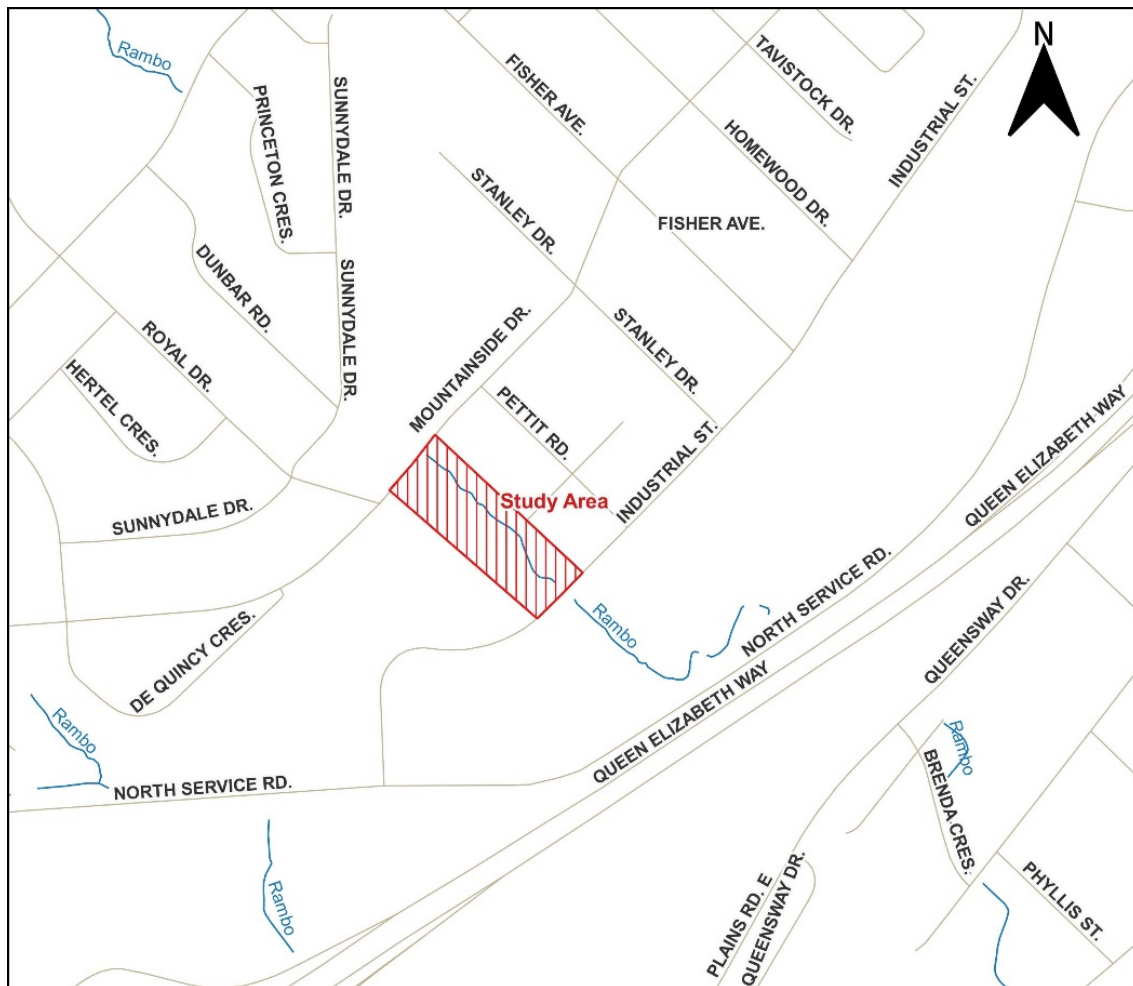 N
Rambo
FISHER AVE.
TAVISTOCK DR.
INDUSTRIAL ST.
PRINCETON CRES.
SUNNYDALE DR.
HOMEWOOD DR.
STANLEY DR.
FISHER AVE.
DUNBAR RD.
SUNNYDALE DR.
ROYAL DR.
MOUNTAINSIDE DR.
STANLEY DR.
HERTEL CRES.
PETTIT RD.
INDUSTRIAL ST.
QUEEN ELIZABETH WAY
Study Area
SUNNYDALE DR.
NORTH SERVICE RD.
Rambo
QUEENSWAY DR.
DE QUINCY CRES.
QUEEN ELIZABETH WAY
Rambo
Rambo
NORTH SERVICE RD.
BRENDA CRES.
Rambo
PLAINS RD. E
QUEENSWAY DR.
PHYLLIS ST.